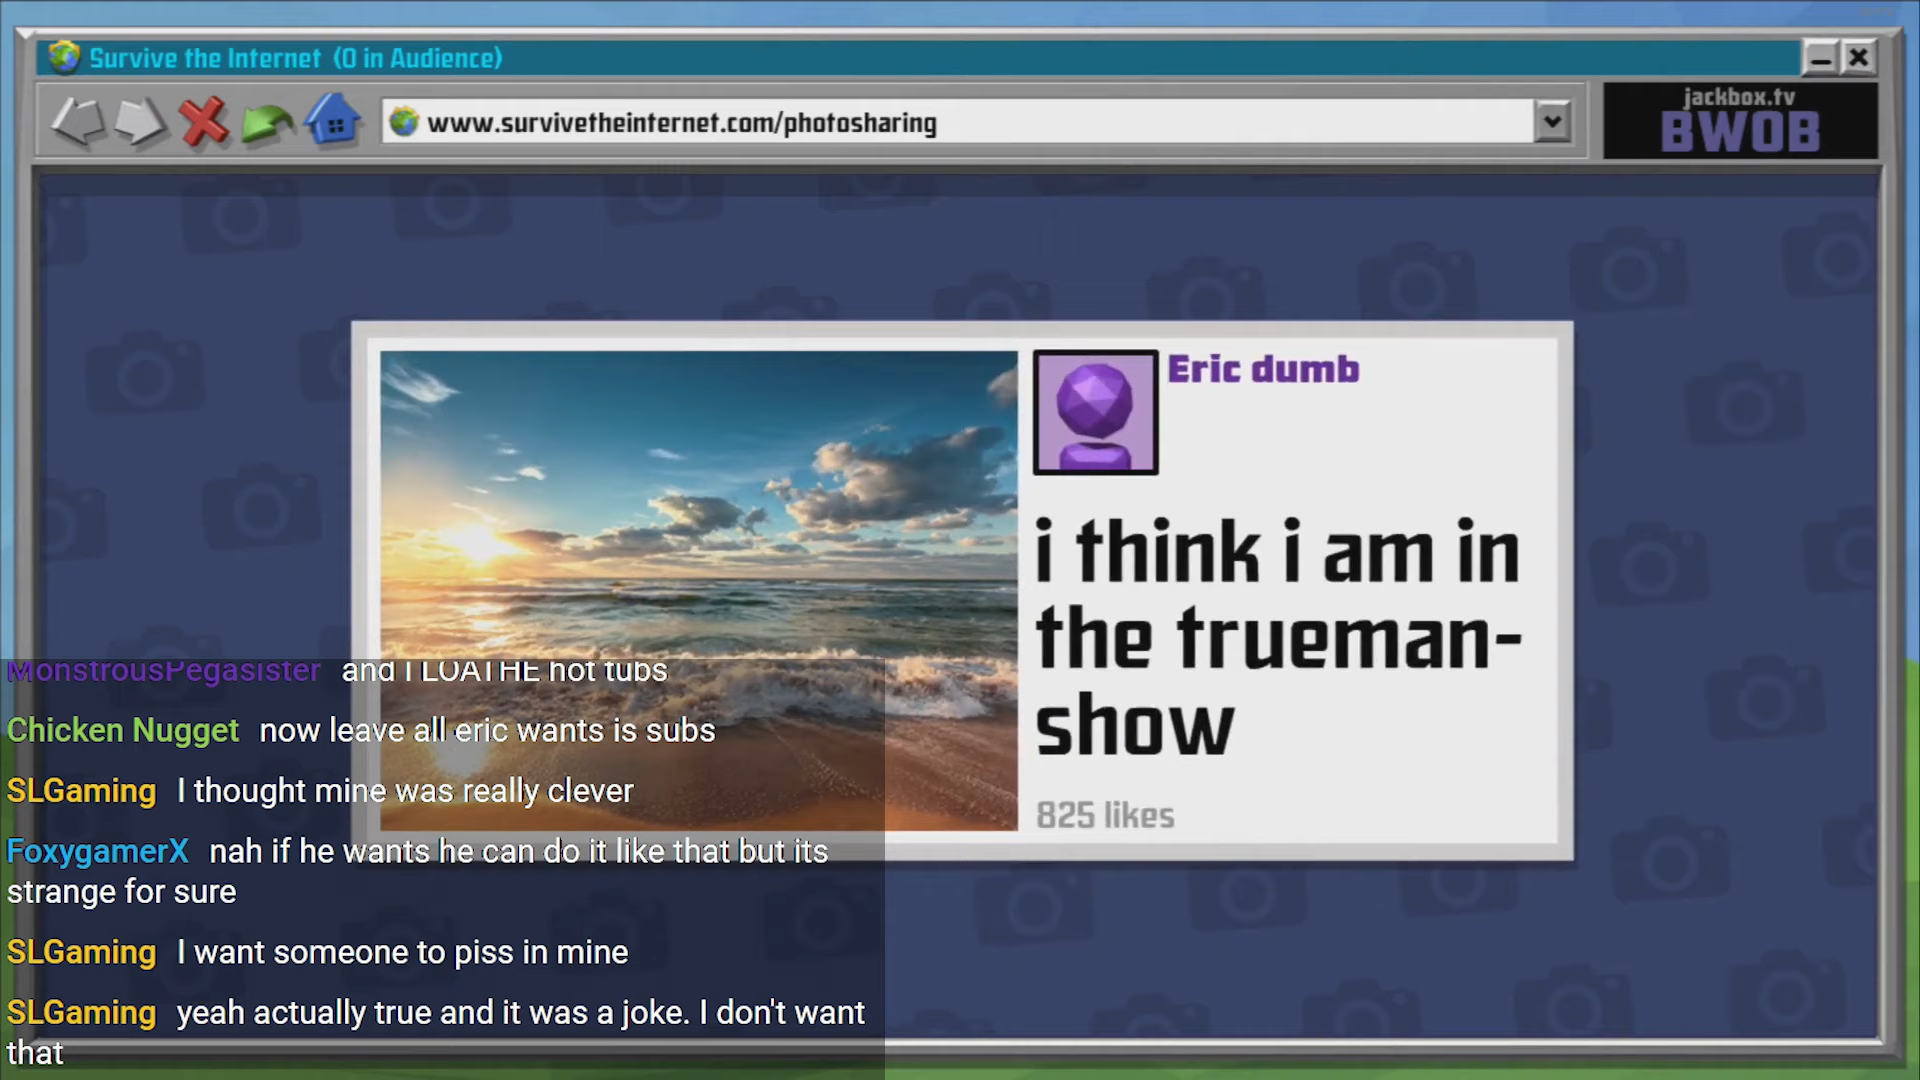 Survive the Internet (0 in Audience)
www.survivetheinternet.com/photosharing
jackbox.tv
BWOB
Eric dumb
i think i am in
the trueman-
show
825 likes
MonstrousPegasister and I LOATHE hot tubs
Chicken Nugget now leave all eric wants is subs
SLGaming I thought mine was really clever
FoxygamerX nah if he wants he can do it like that but its
strange for sure
SLGaming I want someone to piss in mine
SLGaming yeah actually true and it was a joke. I don't want
that